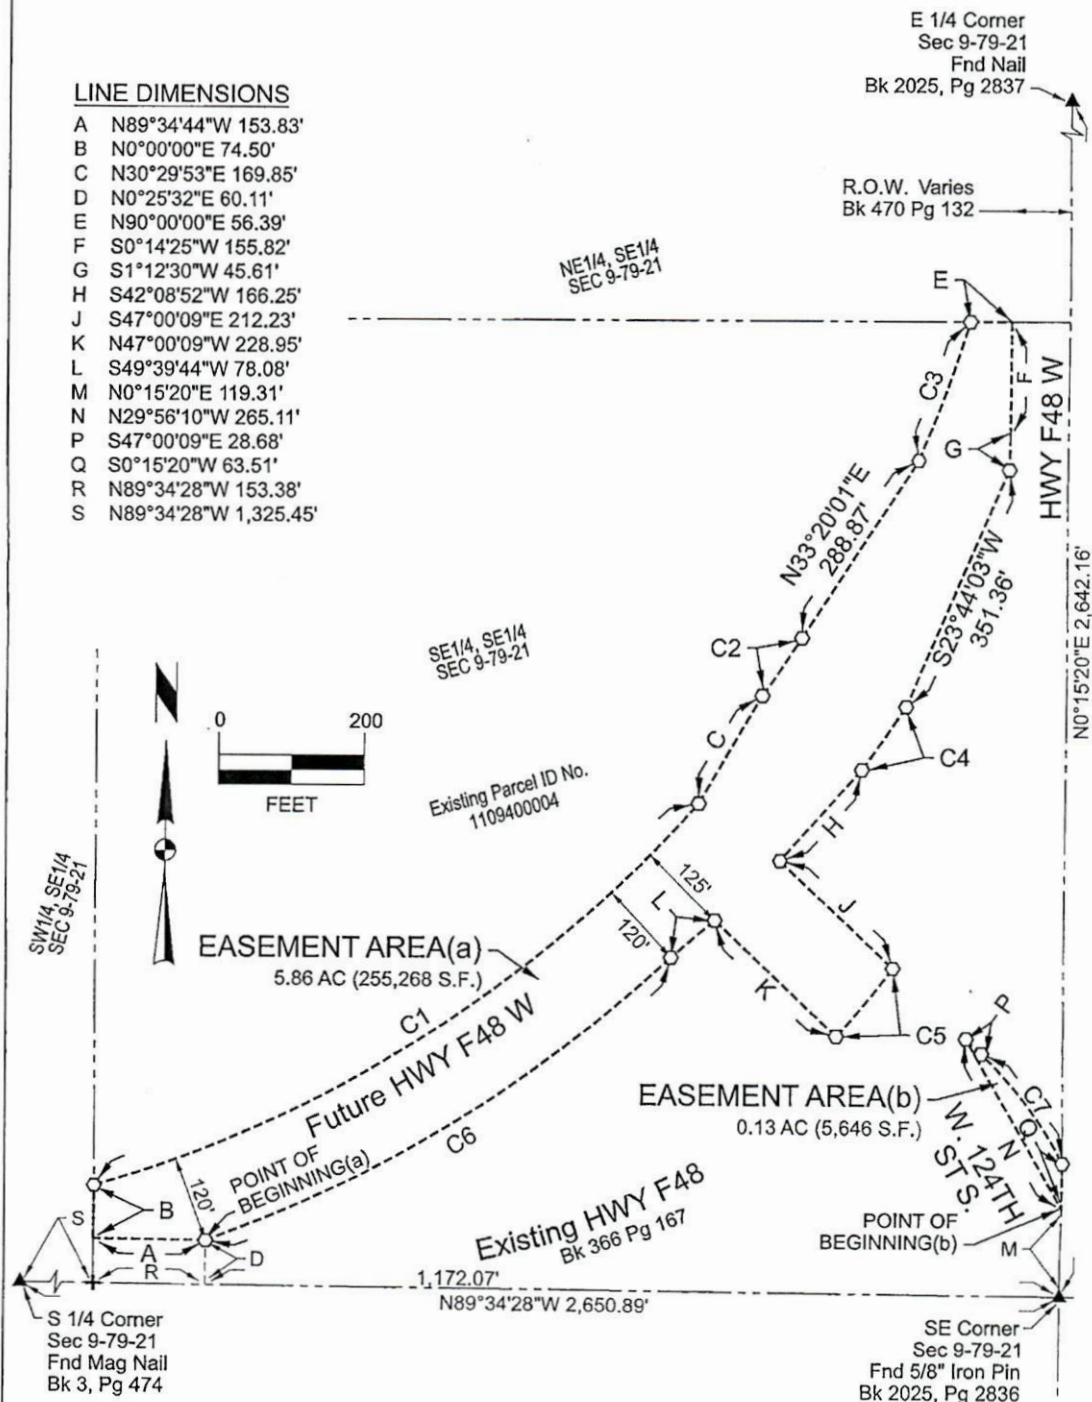 E 1/4 Corner
Sec 9-79-21
Fnd Nail
Bk 2025, Pg 2837
LINE DIMENSIONS
A N89°34'44"W 153.83'
B N0°00'00"E 74.50'
C N30°29'53"E 169.85'
D N0°25'32"E 60.11'
E N90°00'00"E 56.39'
F S0°14'25"W 155.82'
G S1°12'30"W 45.61'
H S42°08'52"W 166.25'
J S47°00'09"E 212.23'
K N47°00'09"W 228.95'
L S49°39'44"W 78.08'
M N0°15'20"E 119.31'
N N29°56'10"W 265.11'
P S47°00'09"E 28.68'
Q S0°15'20"W 63.51'
R N89°34'28"W 153.38'
S N89°34'28"W 1,325.45'
R.O.W. Varies
Bk 470 Pg 132
NE1/4, SE1/4
SEC 9-79-21
E
C3
F
G
HWY F48 W
N33°20'01"E
288.87'
S23°44'03"W
351.36'
N0°15'20"E 2,642.16'
SE1/4, SE1/4
SEC 9-79-21
C2
N
0 200
FEET
C
C4
Existing Parcel ID No.
1109400004
H
SW1/4, SE1/4
SEC 9-79-21
125'
L
120'
J
EASEMENT AREA(a)
5.86 AC (255,268 S.F.)
K
C1
Future HWY F48 W
C5
P
EASEMENT AREA(b)
0.13 AC (5,646 S.F.)
C7
Q
N
W. 124TH
ST S.
C6
POINT OF
BEGINNING(a)
120'
B
S
A
R
D
Existing HWY F48
Bk 366 Pg 167
POINT OF
BEGINNING(b)
M
1,172.07'
N89°34'28"W 2,650.89'
S 1/4 Corner
Sec 9-79-21
Fnd Mag Nail
Bk 3, Pg 474
SE Corner
Sec 9-79-21
Fnd 5/8" Iron Pin
Bk 2025, Pg 2836